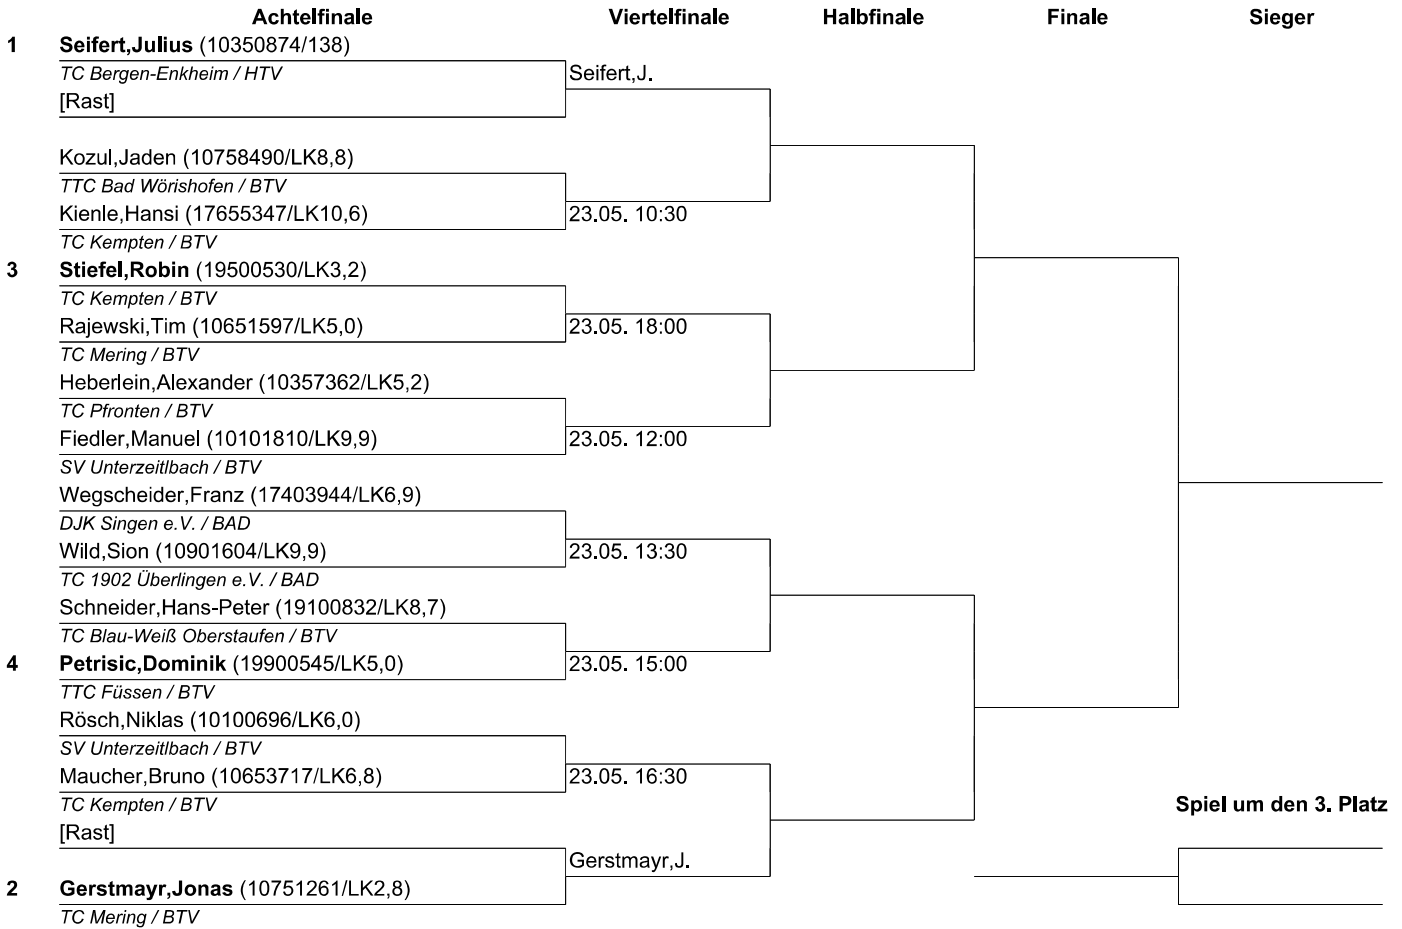 Achtelfinale Viertelfinale Halbfinale Finale Sieger
1 Seifert,Julius (10350874/138)
TC Bergen-Enkheim / HTV Seifert,J.
[Rast]
Kozul,Jaden (10758490/LK8,8)
TTC Bad Wörishofen / BTV
Kienle,Hansi (17655347/LK10,6) 23.05. 10:30
TC Kempten / BTV
3 Stiefel,Robin (19500530/LK3,2)
TC Kempten / BTV
Rajewski,Tim (10651597/LK5,0) 23.05. 18:00
TC Mering / BTV
Heberlein,Alexander (10357362/LK5,2)
TC Pfronten / BTV
Fiedler,Manuel (10101810/LK9,9) 23.05. 12:00
SV Unterzeitlbach / BTV
Wegscheider,Franz (17403944/LK6,9)
DJK Singen e.V. / BAD
Wild,Sion (10901604/LK9,9) 23.05. 13:30
TC 1902 Überlingen e.V. / BAD
Schneider,Hans-Peter (19100832/LK8,7)
TC Blau-Weiß Oberstaufen / BTV
4 Petrisic,Dominik (19900545/LK5,0) 23.05. 15:00
TTC Füssen / BTV
Rösch,Niklas (10100696/LK6,0)
SV Unterzeitlbach / BTV
Maucher,Bruno (10653717/LK6,8) 23.05. 16:30
TC Kempten / BTV Spiel um den 3. Platz
[Rast]
Gerstmayr,J.
2 Gerstmayr,Jonas (10751261/LK2,8)
TC Mering / BTV